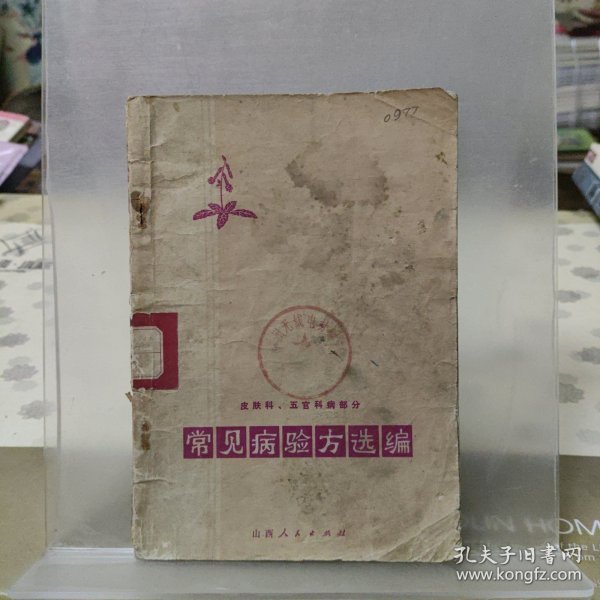 0977
皮肤科、五官科病部分
常见病验方选编
山西人民出版社
孔夫子旧书网
www.kongfz.com